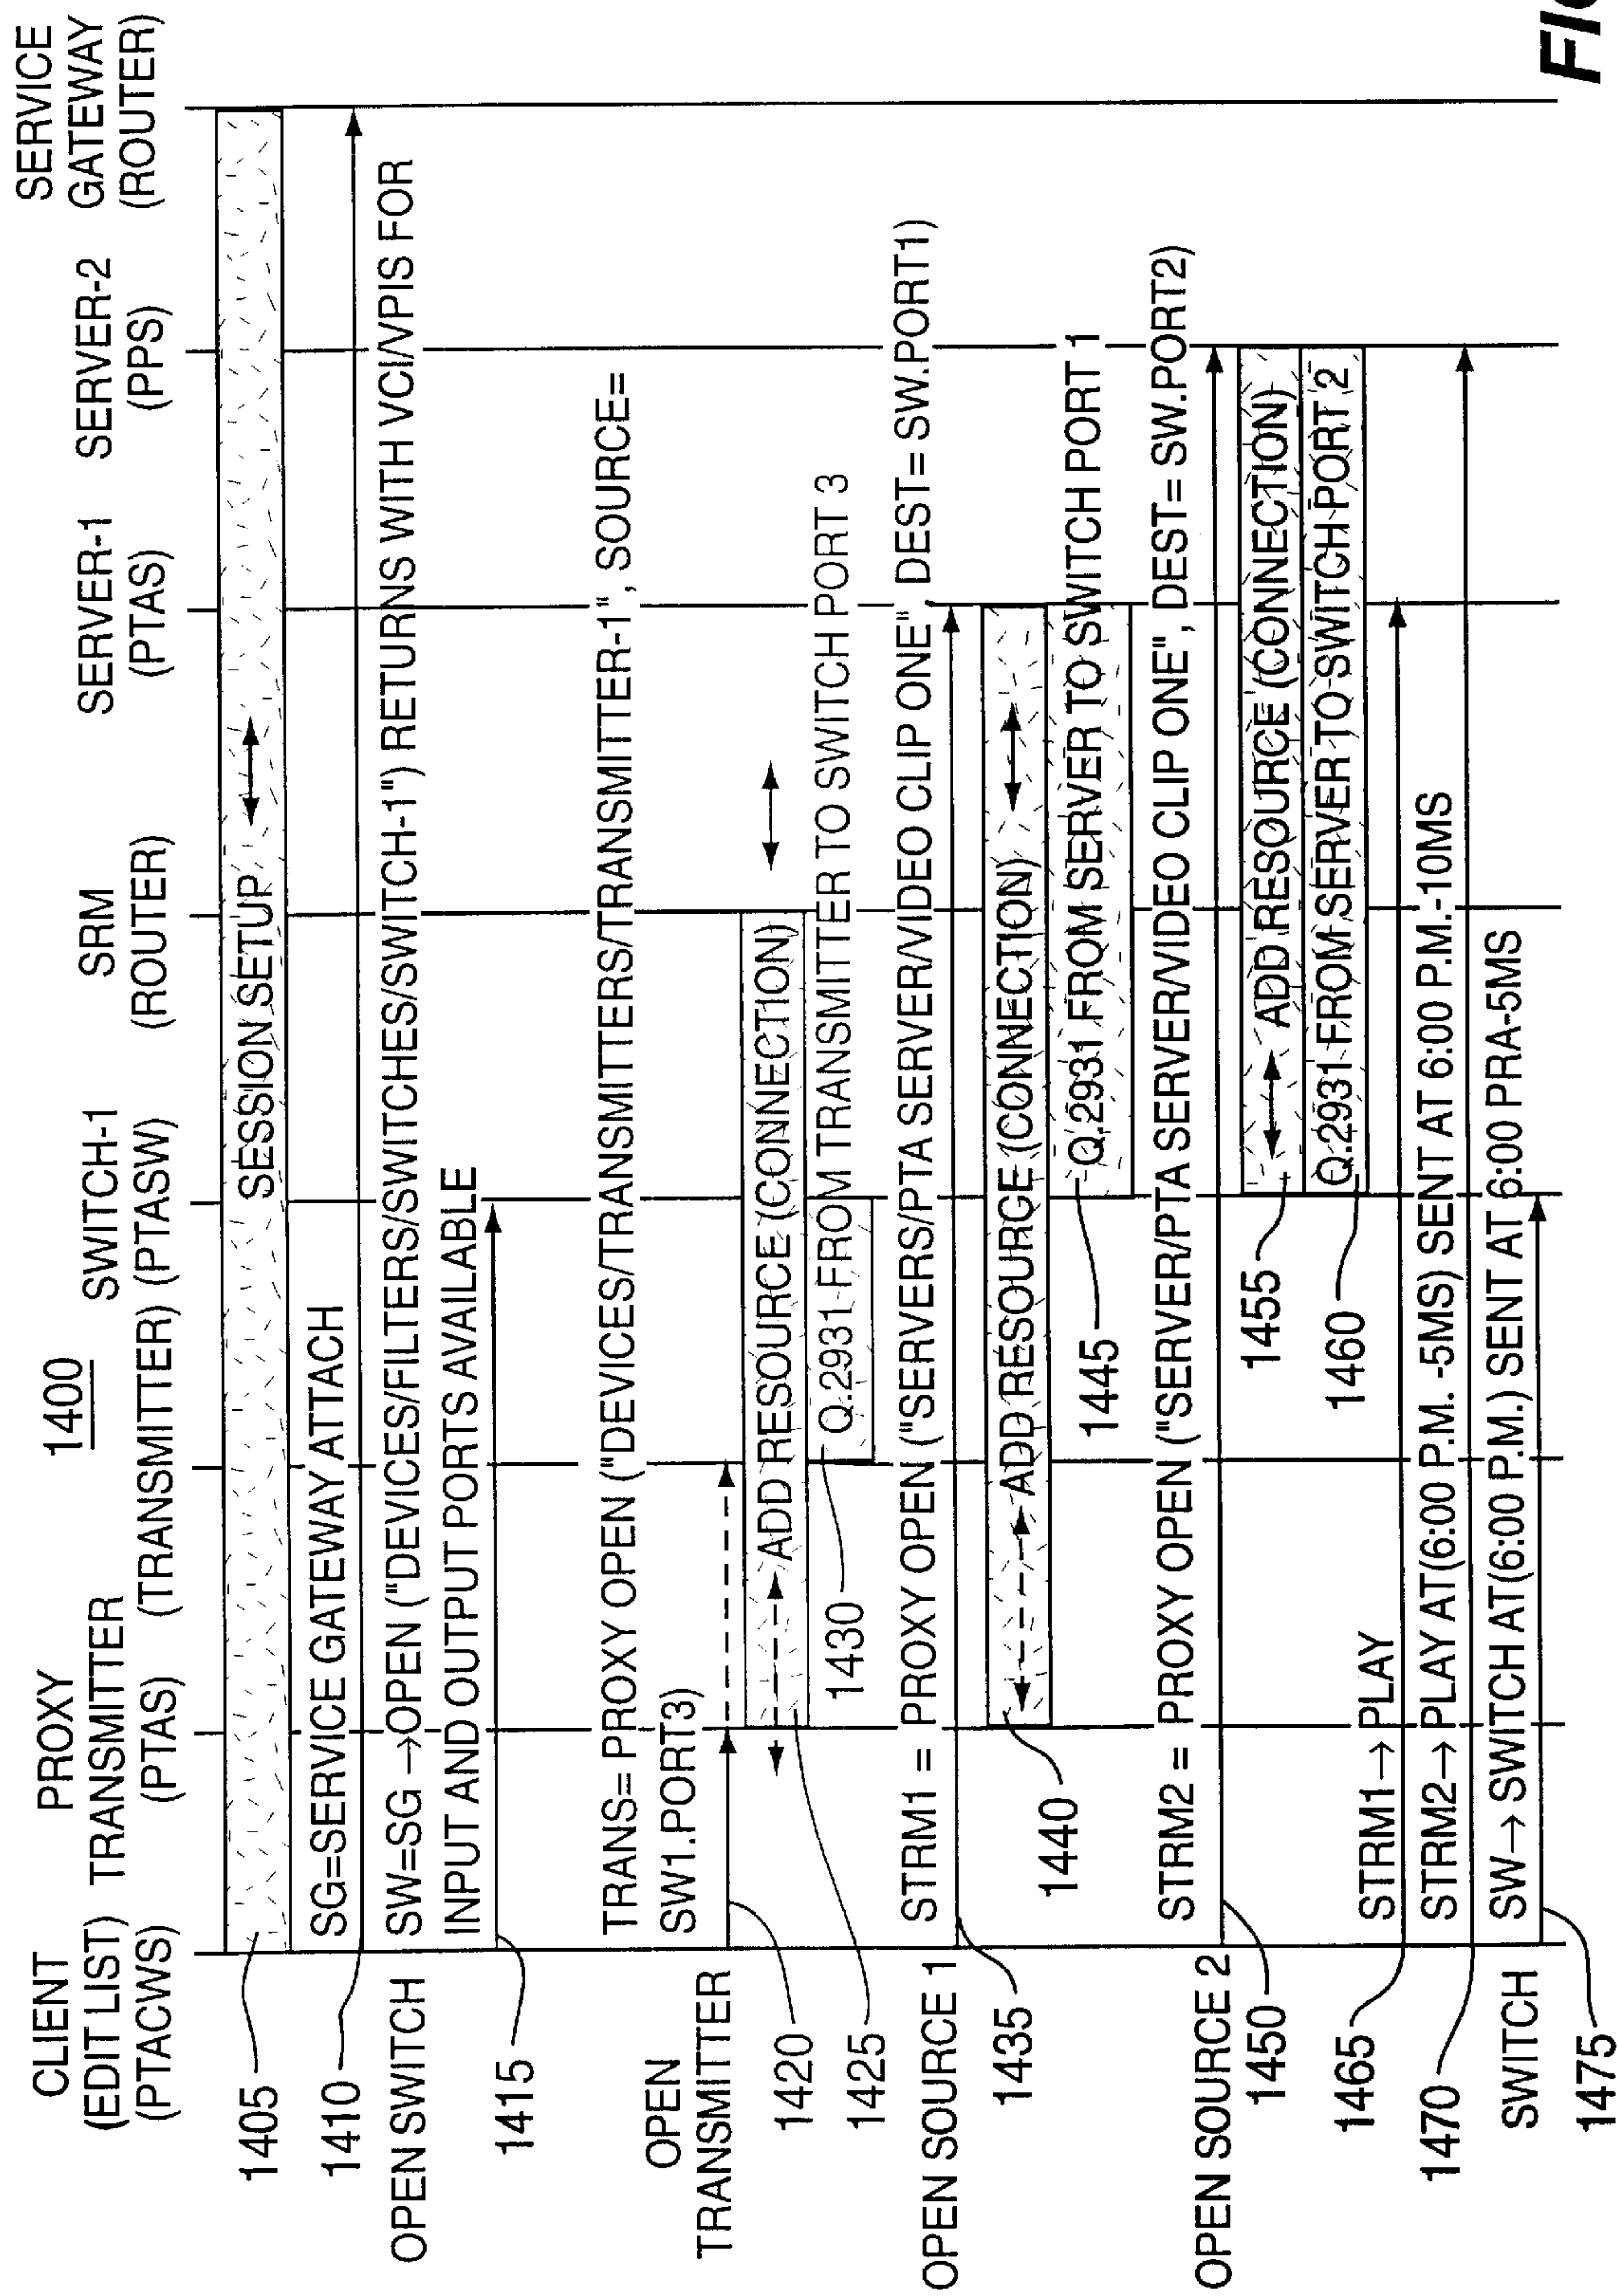 1400
CLIENT
(EDIT LIST)
(PTACWS)
PROXY
TRANSMITTER
(PTAS)
(TRANSMITTER)
SWITCH-1
(PTASW)
SRM
(ROUTER)
SERVER-1
(PTAS)
SERVER-2
(PPS)
SERVICE
GATEWAY
(ROUTER)
1405
SESSION SETUP
SG=SERVICE GATEWAY ATTACH
1410
OPEN SWITCH
SW=SG →OPEN ("DEVICES/FILTERS/SWITCHES/SWITCH-1") RETURNS WITH VCI/VPIS FOR
INPUT AND OUTPUT PORTS AVAILABLE
1415
OPEN
TRANSMITTER
TRANS= PROXY OPEN ("DEVICES/TRANSMITTERS/TRANSMITTER-1", SOURCE=
SW1.PORT3)
1420
ADD RESOURCE (CONNECTION)
1425
Q.2931 FROM TRANSMITTER TO SWITCH PORT 3
1430
OPEN SOURCE 1
STRM1 = PROXY OPEN ("SERVERS/PTA SERVER/VIDEO CLIP ONE" DEST= SW.PORT1)
1435
ADD RESOURCE (CONNECTION)
1440
Q.2931 FROM SERVER TO SWITCH PORT 1
1445
OPEN SOURCE 2
STRM2 = PROXY OPEN ("SERVER/PTA SERVER/VIDEO CLIP ONE", DEST= SW.PORT2)
1450
ADD RESOURCE (CONNECTION)
1455
Q.2931 FROM SERVER TO SWITCH PORT 2
1460
STRM1→ PLAY
1465
STRM2→ PLAY AT(6:00 P.M. -5MS) SENT AT 6:00 P.M.-10MS
1470
SWITCH
SW→ SWITCH AT(6:00 P.M.) SENT AT 6:00 PRA-5MS
1475